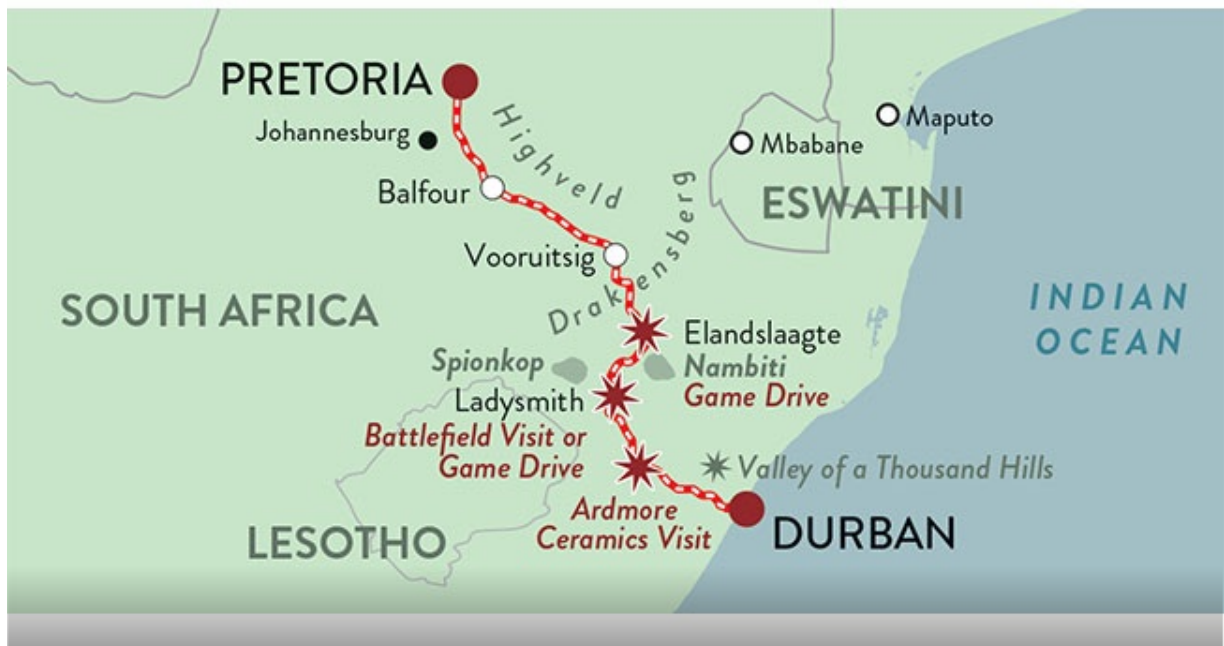 PRETORIA
Highveld
Johannesburg
Maputo
Mbabane
Balfour
ESWATINI
Vooruitsig
Drakensberg
SOUTH AFRICA
INDIAN
OCEAN
Elandslaagte
Spionkop
Nambiti
Game Drive
Ladysmith
Battlefield Visit or
Game Drive
Valley of a Thousand Hills
Ardmore
Ceramics Visit
DURBAN
LESOTHO